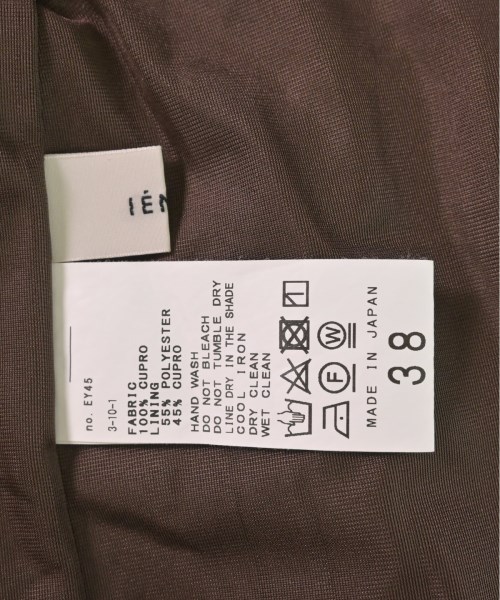 IÉN
no. EY45
3-10-1
FABRIC
100% CUPRO
LINING
55% POLYESTER
45% CUPRO
HAND WASH
DO NOT BLEACH
DO NOT TUMBLE DRY
LINE DRY IN THE SHADE
COOL IRON
DRY CLEAN
WET CLEAN
F W
MADE IN JAPAN
38